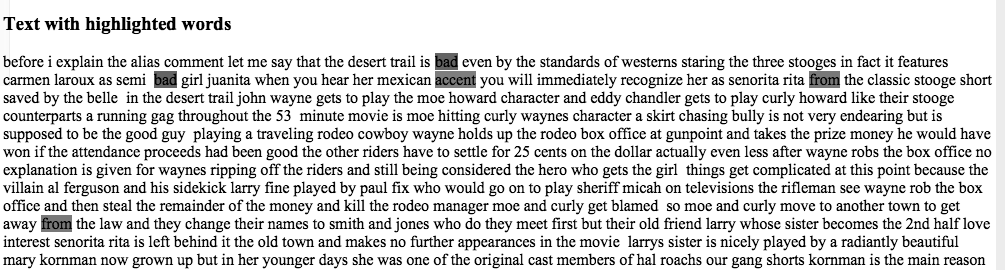 Text with highlighted words
before i explain the alias comment let me say that the desert trail is bad even by the standards of westerns staring the three stooges in fact it features
carmen laroux as semi  bad girl juanita when you hear her mexican accent you will immediately recognize her as senorita rita from the classic stooge short
saved by the belle  in the desert trail john wayne gets to play the moe howard character and eddy chandler gets to play curly howard like their stooge
counterparts a running gag throughout the 53  minute movie is moe hitting curly waynes character a skirt chasing bully is not very endearing but is
supposed to be the good guy  playing a traveling rodeo cowboy wayne holds up the rodeo box office at gunpoint and takes the prize money he would have
won if the attendance proceeds had been good the other riders have to settle for 25 cents on the dollar actually even less after wayne robs the box office no
explanation is given for waynes ripping off the riders and still being considered the hero who gets the girl  things get complicated at this point because the
villain al ferguson and his sidekick larry fine played by paul fix who would go on to play sheriff micah on televisions the rifleman see wayne rob the box
office and then steal the remainder of the money and kill the rodeo manager moe and curly get blamed  so moe and curly move to another town to get
away from the law and they change their names to smith and jones who do they meet first but their old friend larry whose sister becomes the 2nd half love
interest senorita rita is left behind it the old town and makes no further appearances in the movie  larrys sister is nicely played by a radiantly beautiful
mary kornman now grown up but in her younger days she was one of the original cast members of hal roachs our gang shorts kornman is the main reason